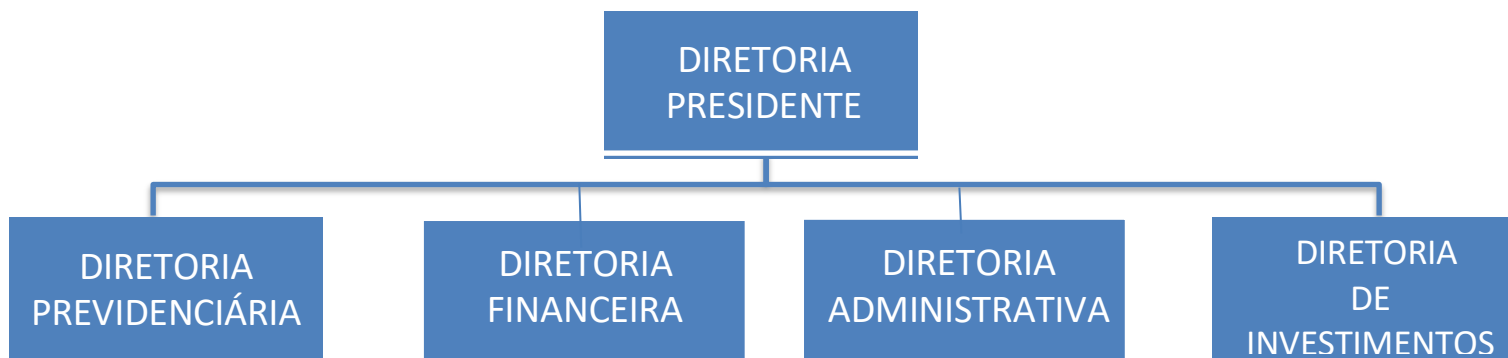 DIRETORIA
PRESIDENTE
DIRETORIA
PREVIDENCIÁRIA
DIRETORIA
FINANCEIRA
DIRETORIA
ADMINISTRATIVA
DIRETORIA
DE
INVESTIMENTOS